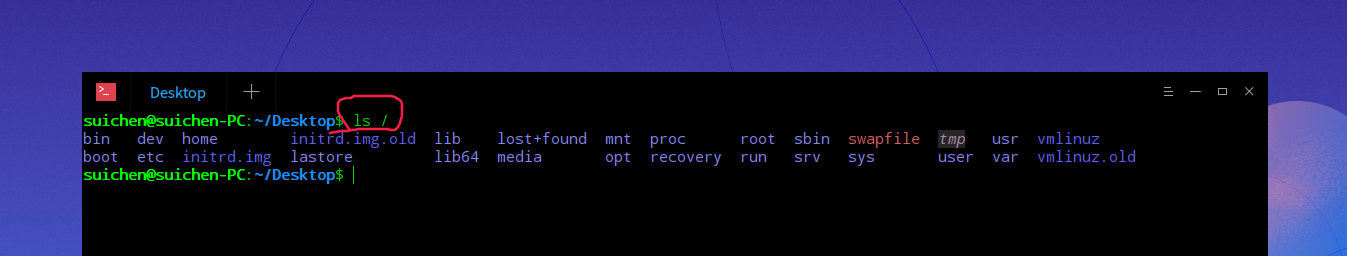 Desktop
suichen@suichen-PC:~/Desktop$ ls /
bin dev home initrd.img.old lib lost+found mnt proc root sbin swapfile tmp usr vmlinuz
boot etc initrd.img lastore lib64 media opt recovery run srv sys user var vmlinuz.old
suichen@suichen-PC:~/Desktop$